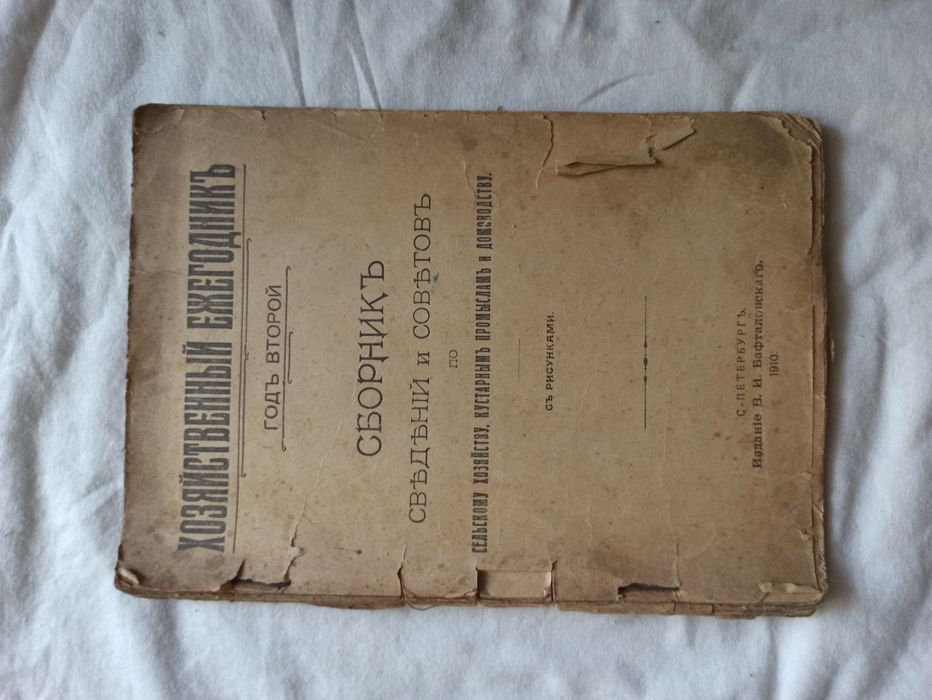 ХОЗЯЙСТВЕННЫЙ ЕЖЕГОДНИКЪ
ГОДЪ ВТОРОЙ
СБОРНИКЪ
СВѢДѢНІЙ и СОВѢТОВЪ
ПО
СЕЛЬСКОМУ ХОЗЯЙСТВУ, КУСТАРНЫМЪ ПРОМЫСЛАМЪ и ДОМОВОДСТВУ.
СЪ РИСУНКАМИ.
С-ПЕТЕРБУРГЪ.
Изданіе В. И. Вафтадовскаго.
1910.